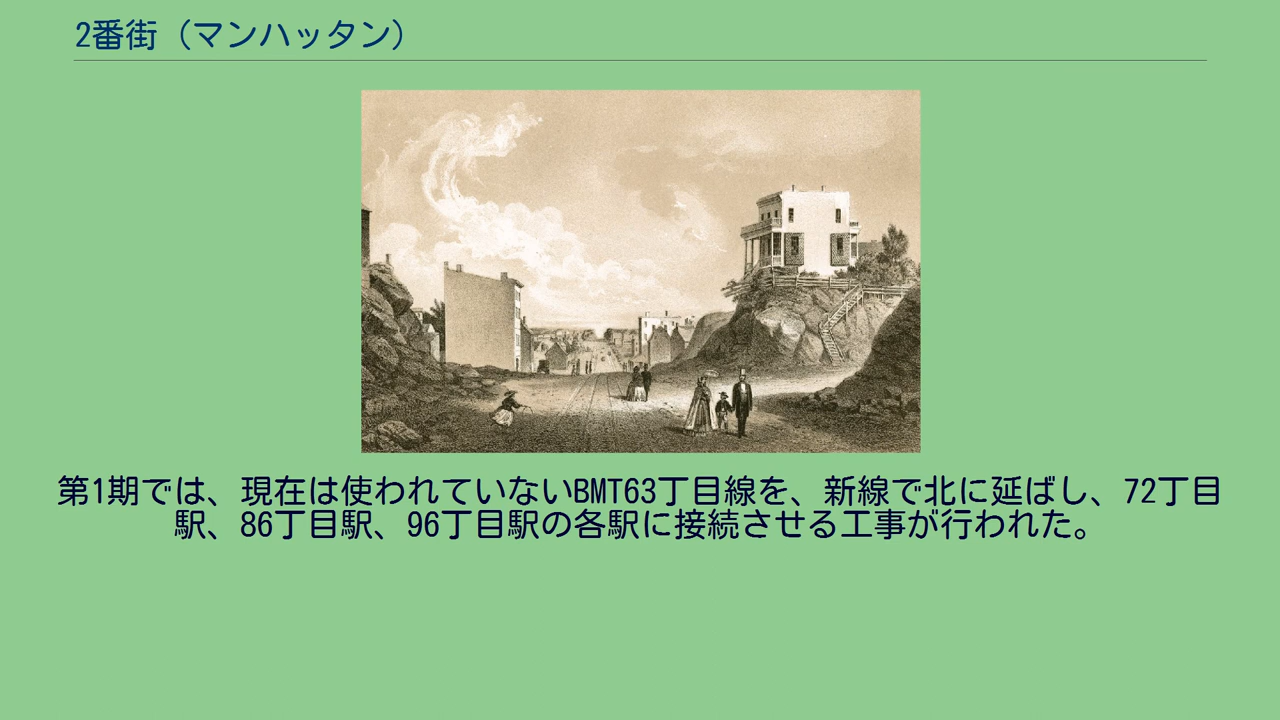 2番街（マンハッタン）
第1期では、現在は使われていないBMT63丁目線を、新線で北に延ばし、72丁目
駅、86丁目駅、96丁目駅の各駅に接続させる工事が行われた。